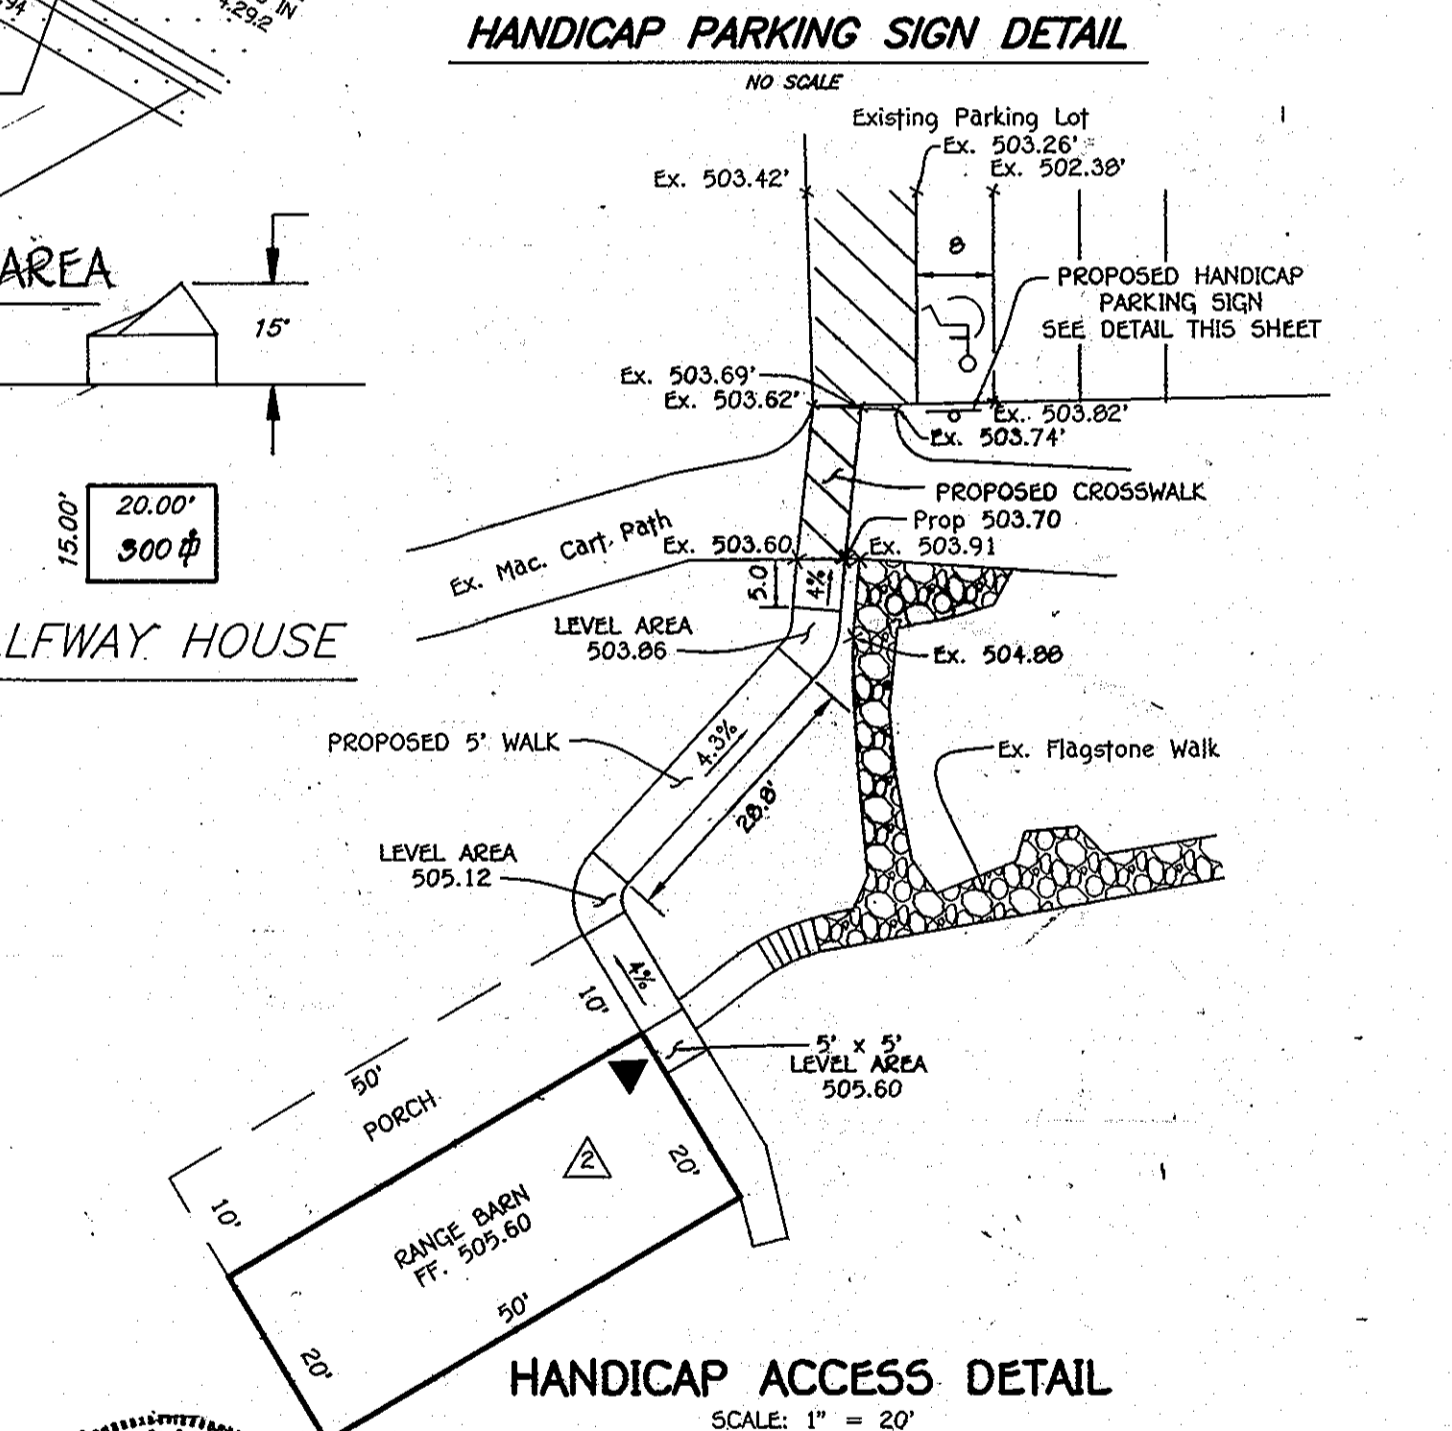 IN
4.29.2
HANDICAP PARKING SIGN DETAIL
NO SCALE
Existing Parking Lot
Ex. 503.26'
Ex. 502.38'
Ex. 503.42'
8
PROPOSED HANDICAP
PARKING SIGN
SEE DETAIL THIS SHEET
AREA
15'
Ex. 503.69'
Ex. 503.62'
Ex. 503.82'
Ex. 503.74'
PROPOSED CROSSWALK
Prop 503.70
Ex. 503.60
Ex. 503.91
Ex. Mac. Cart. Path
15.00'
20.00'
300
LFWAY HOUSE
5.0
4%
LEVEL AREA
503.86
Ex. 504.88
PROPOSED 5' WALK
4.3%
28.8'
Ex. Flagstone Walk
LEVEL AREA
505.12
4%
10'
5' x 5'
LEVEL AREA
505.60
50'
PORCH
10'
2
20'
RANGE BARN
FF. 505.60
50'
20'
HANDICAP ACCESS DETAIL
SCALE: 1" = 20'